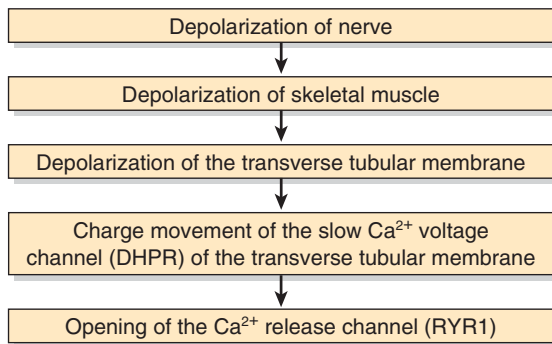 Depolarization of nerve
Depolarization of skeletal muscle
Depolarization of the transverse tubular membrane
Charge movement of the slow Ca²⁺ voltage
channel (DHPR) of the transverse tubular membrane
Opening of the Ca²⁺ release channel (RYR1)